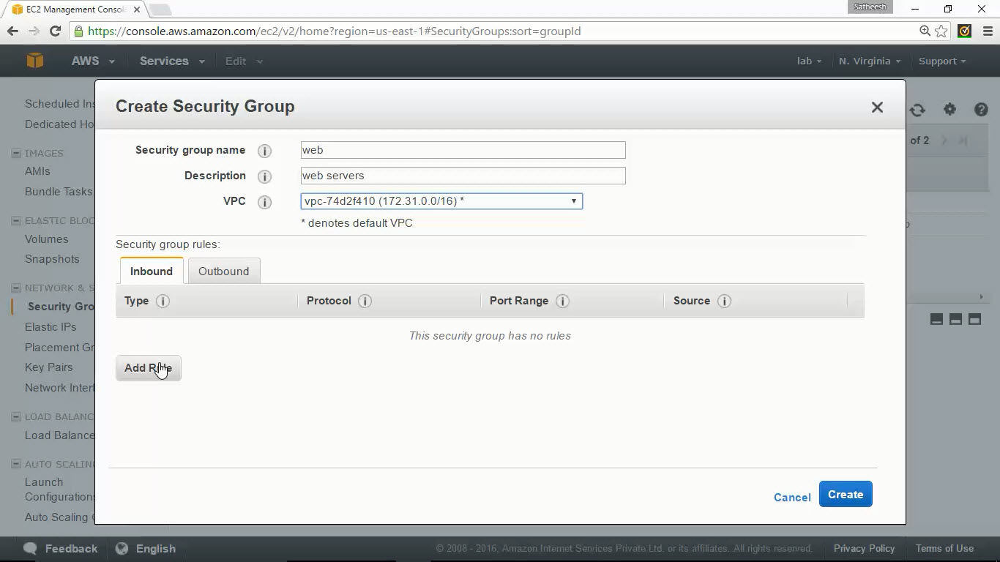 EC2 Management Consol
Satheesh
https://console.aws.amazon.com/ec2/v2/home?region=us-east-1#SecurityGroups:sort=groupId
AWS Services Edit lab N. Virginia Support
Create Security Group
Scheduled Ins
Dedicated Ho
IMAGES
AMIs
Bundle Tasks
ELASTIC BLOC
Volumes
Snapshots
NETWORK & S
Security Gro
Elastic IPs
Placement Gr
Key Pairs
Network Interf
LOAD BALANC
Load Balance
AUTO SCALING
Launch
Configurations
Auto Scaling
of 2
Security group name web
Description web servers
VPC vpc-74d2f410 (172.31.0.0/16) *
* denotes default VPC
Security group rules:
Inbound Outbound
Type Protocol Port Range Source
This security group has no rules
Add Rule
Cancel Create
Feedback English © 2008 - 2016, Amazon Internet Services Private Ltd. or its affiliates. All rights reserved. Privacy Policy Terms of Use